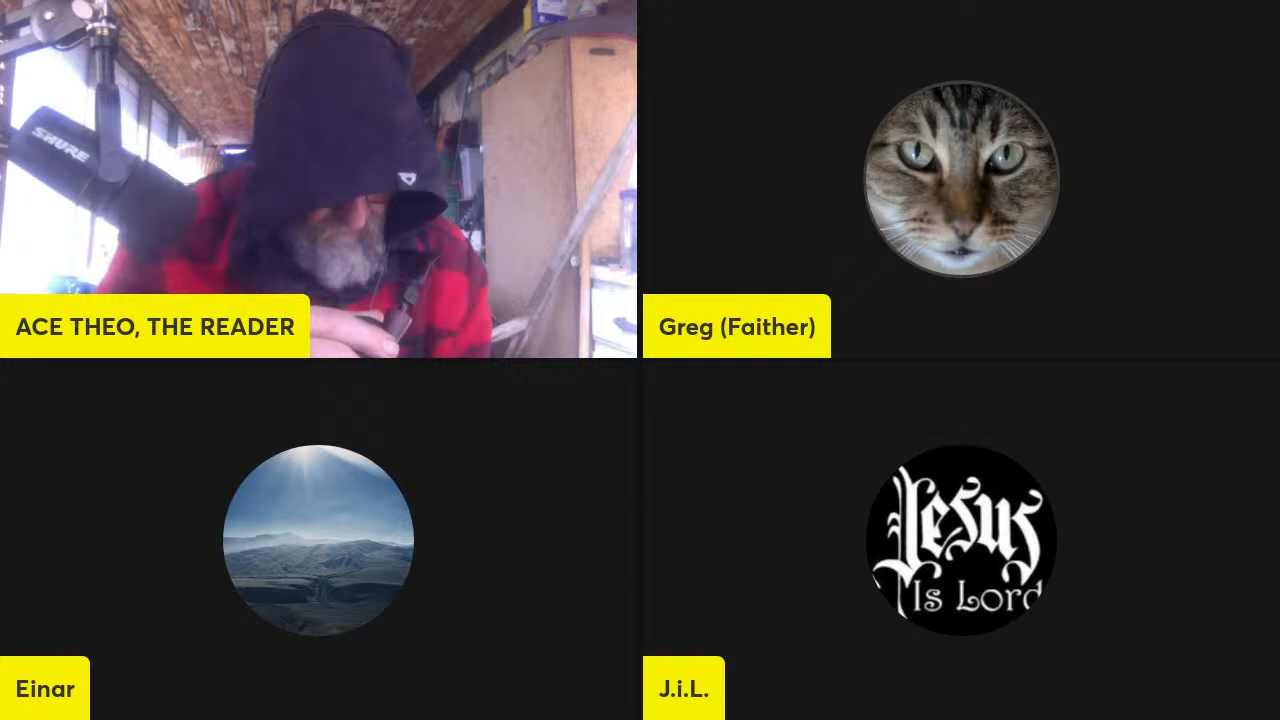 SHURE
ACE THEO, THE READER
Greg (Faither)
Jesus
Is Lord
Einar
J.i.L.